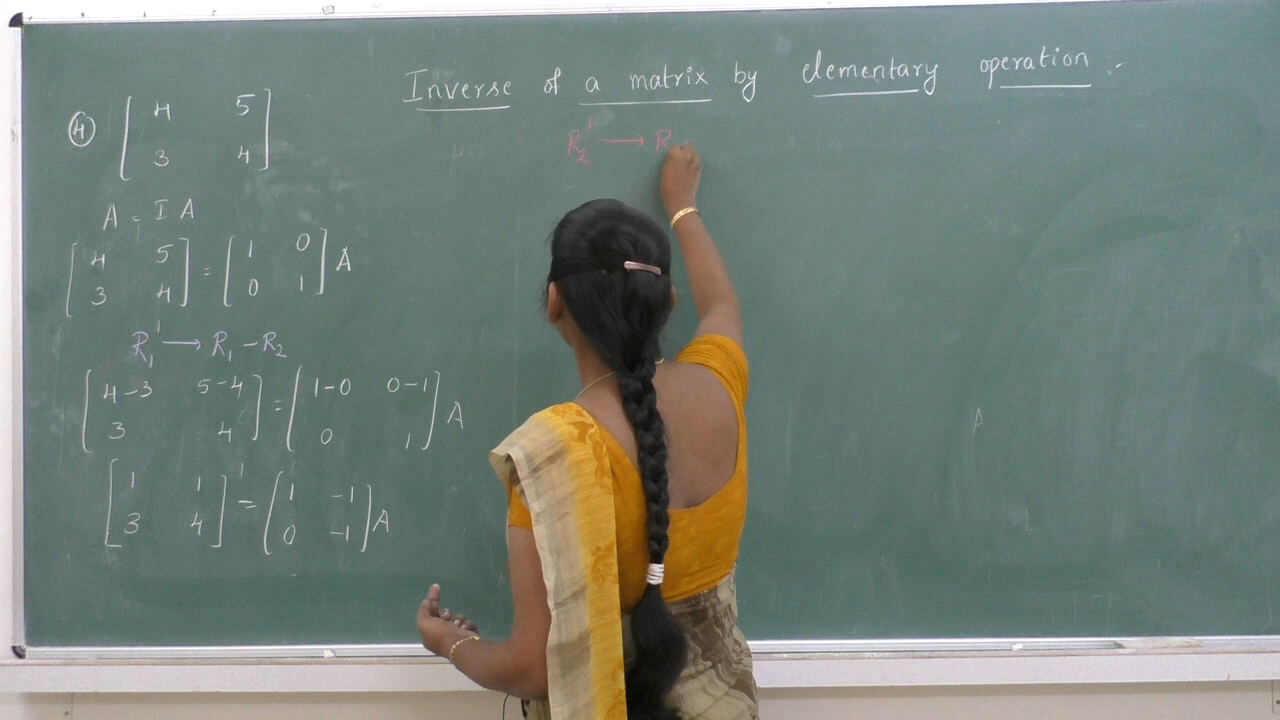 Inverse of a matrix by elementary operation :-
④ [ 4 5
3 4 ]
A = I A
[ 4 5
3 4 ] = [ 1 0
0 1 ] A
R₁' → R₁ - R₂
[ 4-3 5-4
3 4 ] = [ 1-0 0-1
0 1 ] A
[ 1 1
3 4 ] = [ 1 -1
0 -1 ] A
R₂' → R